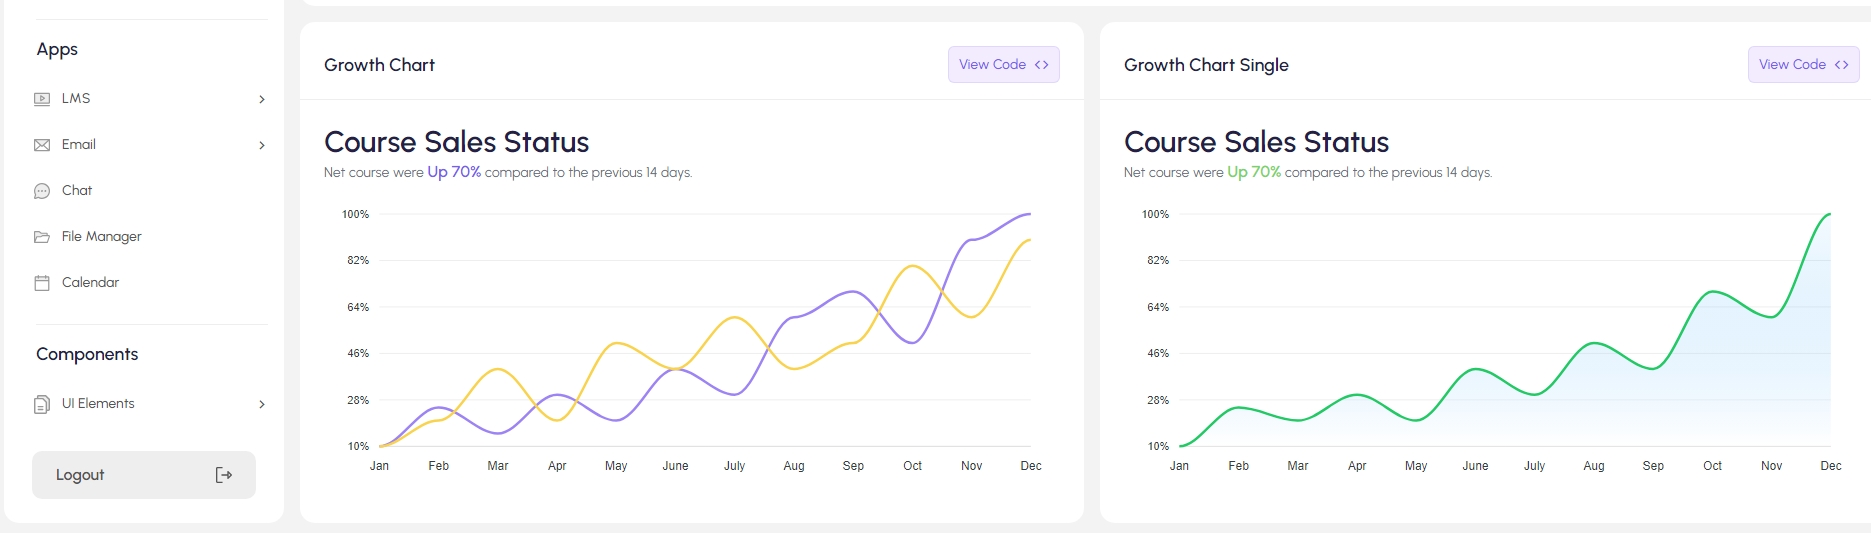 Apps
LMS
Email
Chat
File Manager
Calendar
Components
UI Elements
Logout
Growth Chart
View Code
Course Sales Status
Net course were Up 70% compared to the previous 14 days.
100%
82%
64%
46%
28%
10%
Jan Feb Mar Apr May June July Aug Sep Oct Nov Dec
Growth Chart Single
View Code
Course Sales Status
Net course were Up 70% compared to the previous 14 days.
100%
82%
64%
46%
28%
10%
Jan Feb Mar Apr May June July Aug Sep Oct Nov Dec